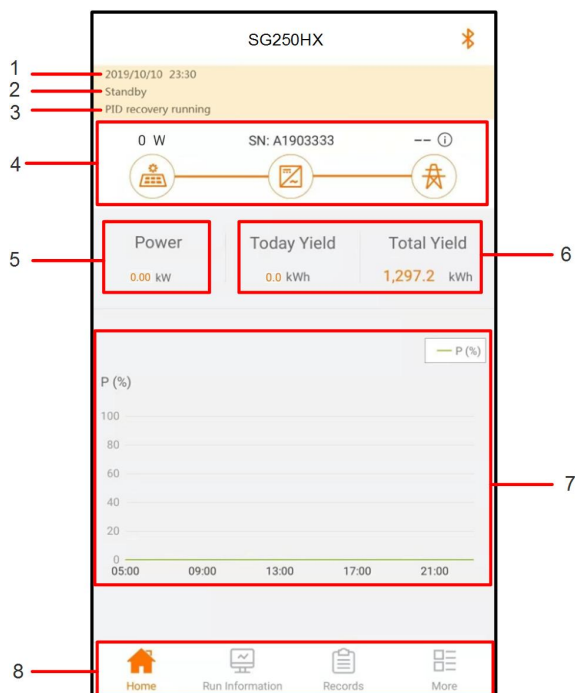 SG250HX
1
2019/10/10 23:30
2
Standby
3
PID recovery running
4
0 W SN: A1903333 --
5
Power Today Yield Total Yield
6
0.00 kW 0.0 kWh 1,297.2 kWh
7
P (%)
P (%)
100
80
60
40
20
0
05:00 09:00 13:00 17:00 21:00
8
Home Run Information Records More